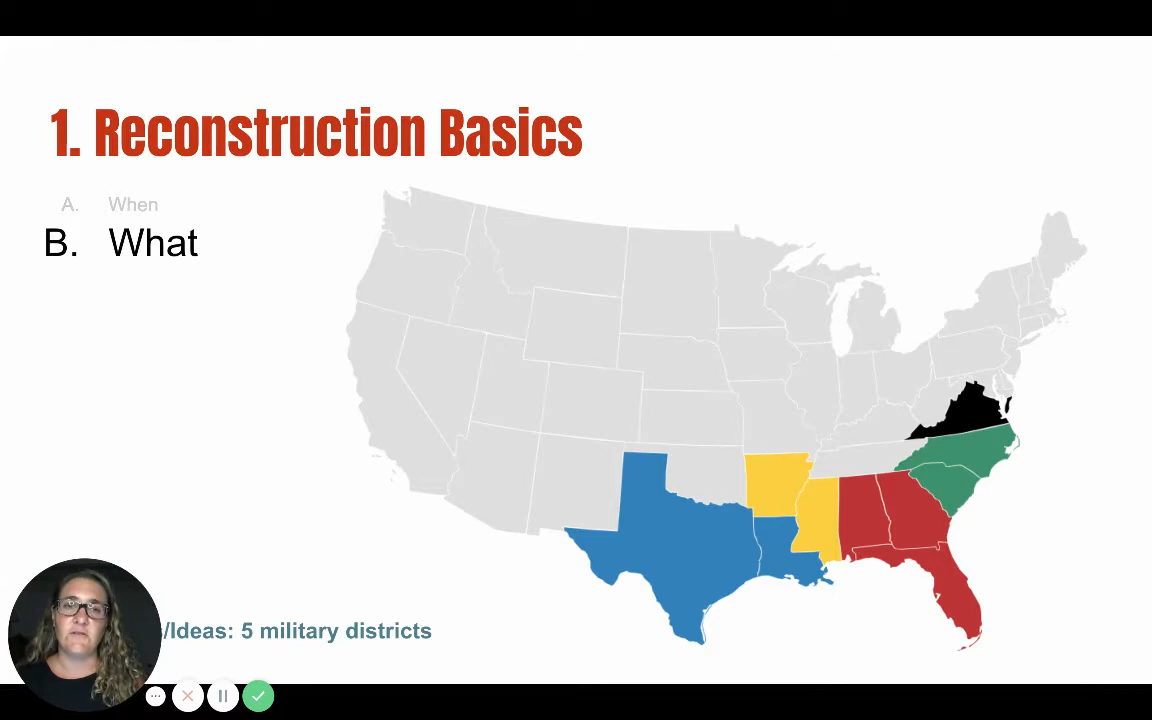 1. Reconstruction Basics
A. When
B. What
/Ideas: 5 military districts